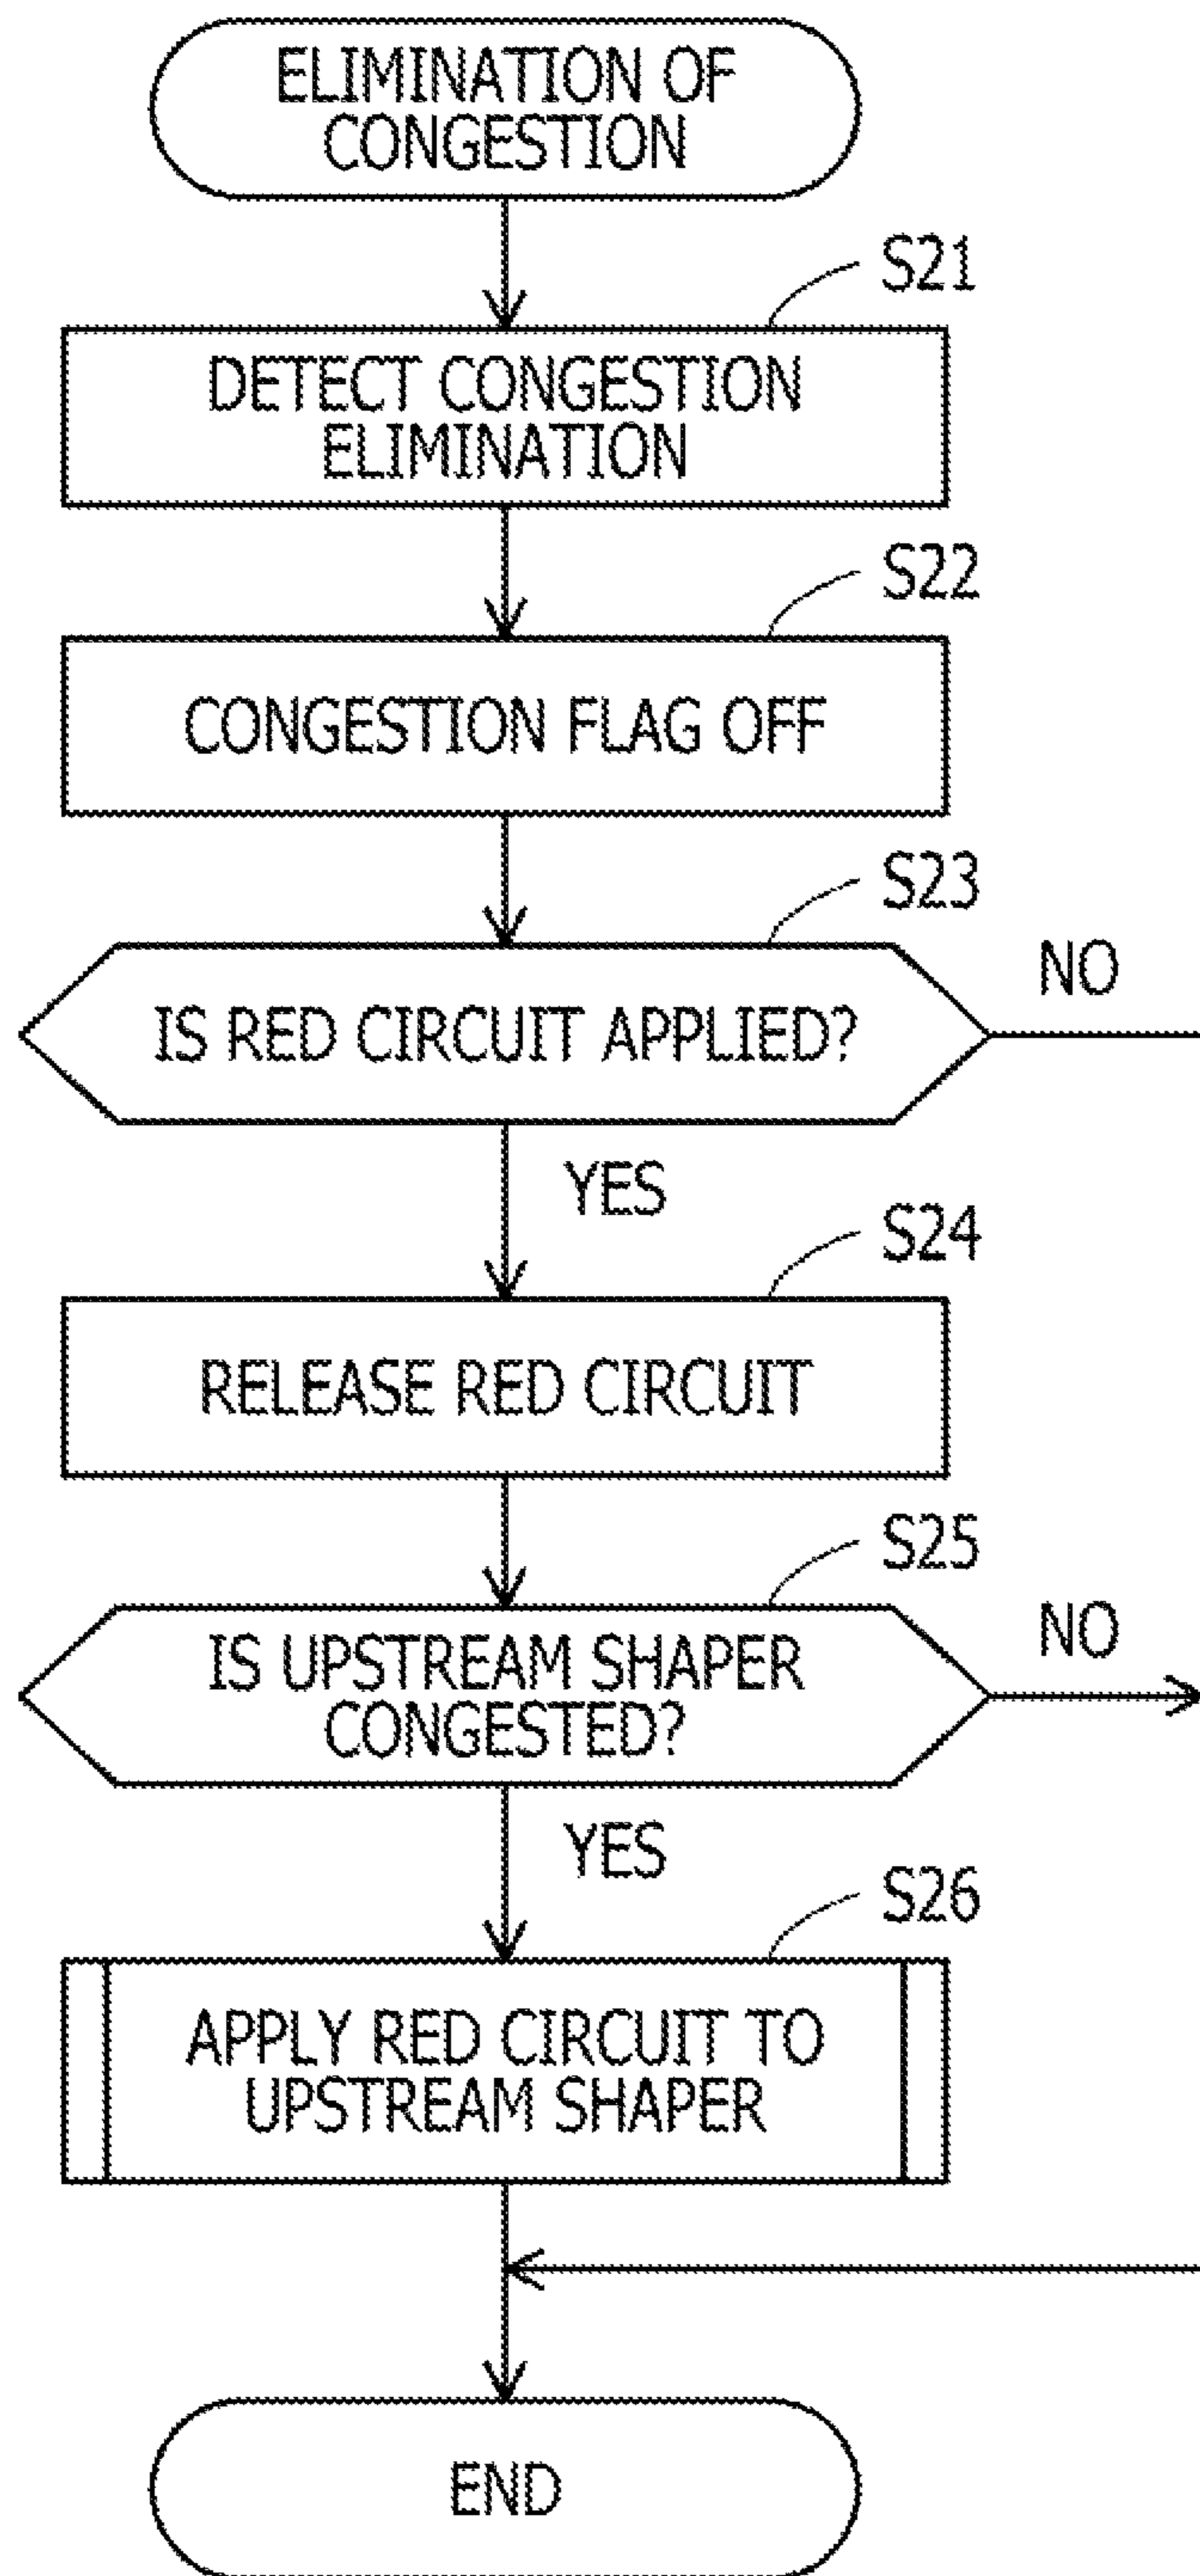 ELIMINATION OF
CONGESTION
S21
DETECT CONGESTION
ELIMINATION
S22
CONGESTION FLAG OFF
S23
IS RED CIRCUIT APPLIED?
NO
YES
S24
RELEASE RED CIRCUIT
S25
IS UPSTREAM SHAPER
CONGESTED?
NO
YES
S26
APPLY RED CIRCUIT TO
UPSTREAM SHAPER
END